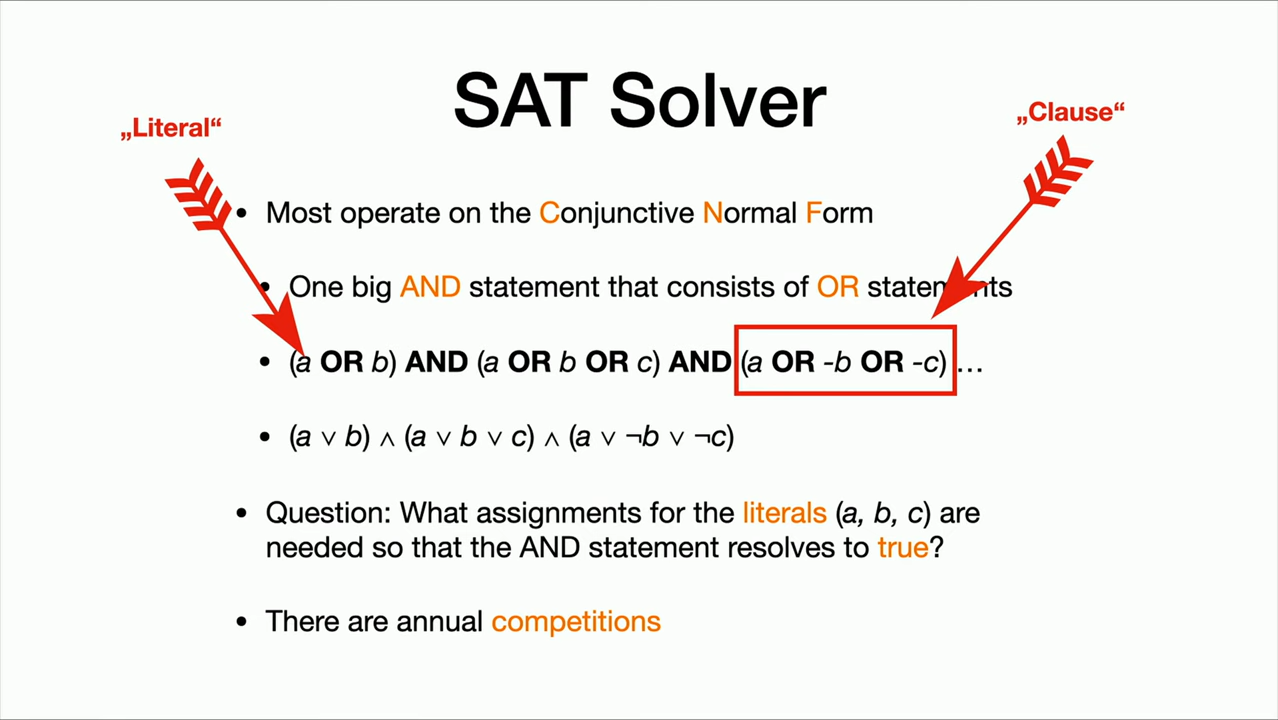 SAT Solver
„Literal“
„Clause“
• Most operate on the Conjunctive Normal Form
• One big AND statement that consists of OR statements
• (a OR b) AND (a OR b OR c) AND (a OR -b OR -c) …
• (a ∨ b) ∧ (a ∨ b ∨ c) ∧ (a ∨ ¬b ∨ ¬c)
• Question: What assignments for the literals (a, b, c) are
needed so that the AND statement resolves to true?
• There are annual competitions